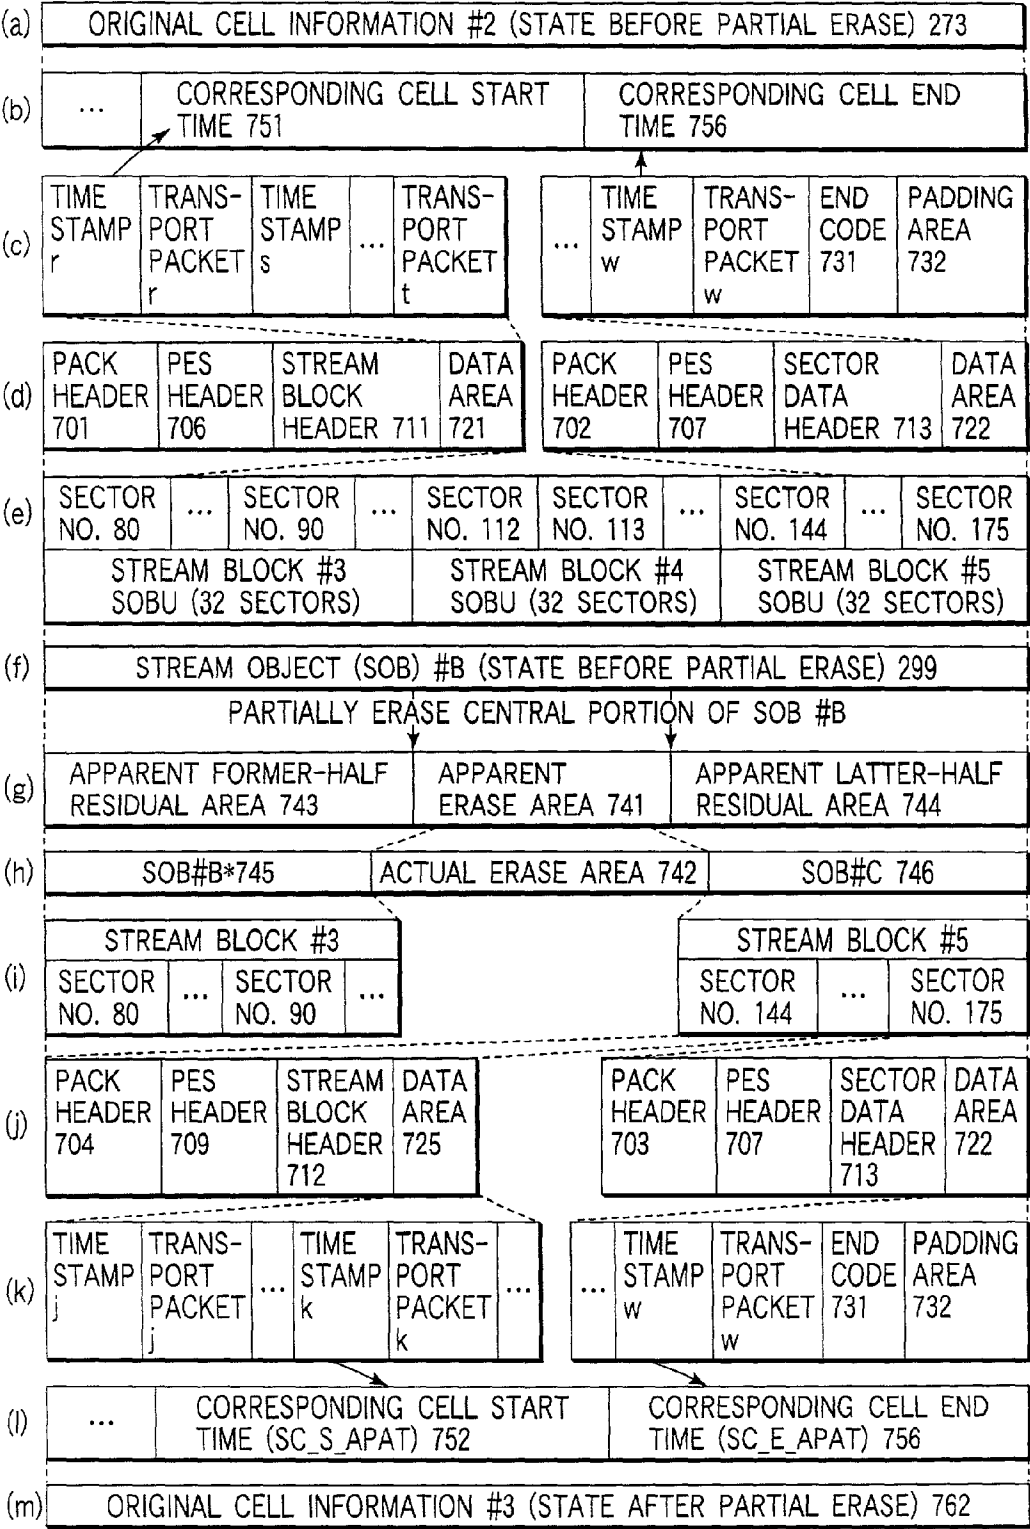 (a) ORIGINAL CELL INFORMATION #2 (STATE BEFORE PARTIAL ERASE) 273
(b) ... CORRESPONDING CELL START
TIME 751
CORRESPONDING CELL END
TIME 756
(c)
TIME
STAMP
r
TRANS-
PORT
PACKET
r
TIME
STAMP
s
...
TRANS-
PORT
PACKET
t
...
TIME
STAMP
w
TRANS-
PORT
PACKET
w
END
CODE
731
PADDING
AREA
732
(d)
PACK
HEADER
701
PES
HEADER
706
STREAM
BLOCK
HEADER 711
DATA
AREA
721
PACK
HEADER
702
PES
HEADER
707
SECTOR
DATA
HEADER 713
DATA
AREA
722
(e)
SECTOR
NO. 80
...
SECTOR
NO. 90
...
SECTOR
NO. 112
SECTOR
NO. 113
...
SECTOR
NO. 144
...
SECTOR
NO. 175
STREAM BLOCK #3
SOBU (32 SECTORS)
STREAM BLOCK #4
SOBU (32 SECTORS)
STREAM BLOCK #5
SOBU (32 SECTORS)
(f) STREAM OBJECT (SOB) #B (STATE BEFORE PARTIAL ERASE) 299
PARTIALLY ERASE CENTRAL PORTION OF SOB #B
(g)
APPARENT FORMER-HALF
RESIDUAL AREA 743
APPARENT
ERASE AREA 741
APPARENT LATTER-HALF
RESIDUAL AREA 744
(h) SOB#B*745 ACTUAL ERASE AREA 742 SOB#C 746
(i)
STREAM BLOCK #3
SECTOR
NO. 80
...
SECTOR
NO. 90
...
STREAM BLOCK #5
SECTOR
NO. 144
...
SECTOR
NO. 175
(j)
PACK
HEADER
704
PES
HEADER
709
STREAM
BLOCK
HEADER
712
DATA
AREA
725
PACK
HEADER
703
PES
HEADER
707
SECTOR
DATA
HEADER
713
DATA
AREA
722
(k)
TIME
STAMP
j
TRANS-
PORT
PACKET
j
...
TIME
STAMP
k
TRANS-
PORT
PACKET
k
...
...
TIME
STAMP
w
TRANS-
PORT
PACKET
w
END
CODE
731
PADDING
AREA
732
(l) ... CORRESPONDING CELL START
TIME (SC_S_APAT) 752
CORRESPONDING CELL END
TIME (SC_E_APAT) 756
(m) ORIGINAL CELL INFORMATION #3 (STATE AFTER PARTIAL ERASE) 762